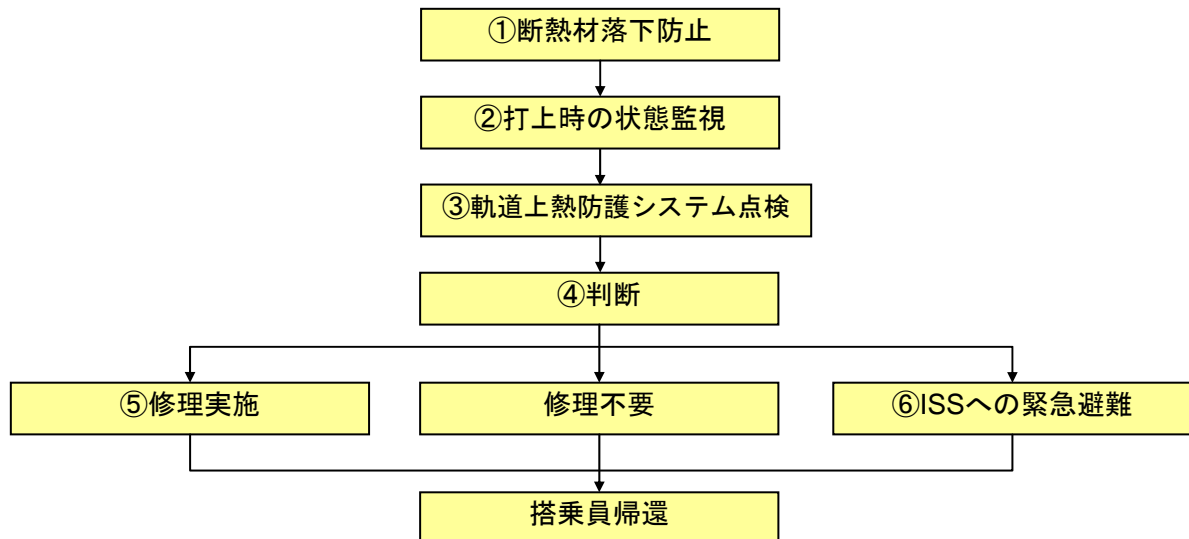 ①断熱材落下防止
②打上時の状態監視
③軌道上熱防護システム点検
④判断
⑤修理実施
修理不要
⑥ISSへの緊急避難
搭乗員帰還